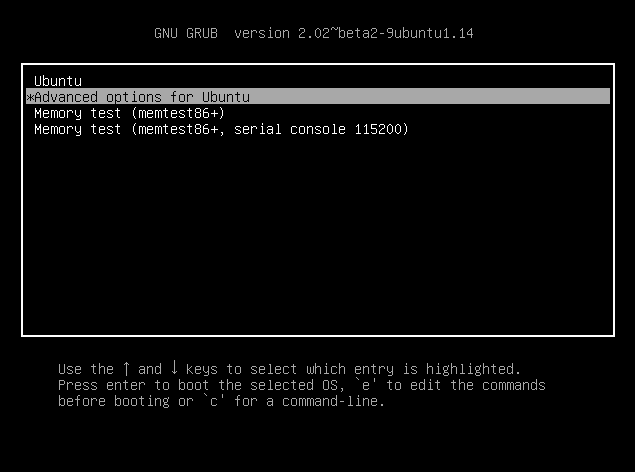 GNU GRUB  version 2.02~beta2-9ubuntu1.14
Ubuntu
*Advanced options for Ubuntu
Memory test (memtest86+)
Memory test (memtest86+, serial console 115200)
Use the ↑ and ↓ keys to select which entry is highlighted.
Press enter to boot the selected OS, `e' to edit the commands
before booting or `c' for a command-line.